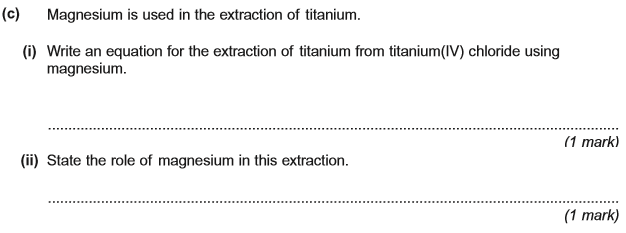 (c) Magnesium is used in the extraction of titanium.
(i) Write an equation for the extraction of titanium from titanium(IV) chloride using
magnesium.
(1 mark)
(ii) State the role of magnesium in this extraction.
(1 mark)